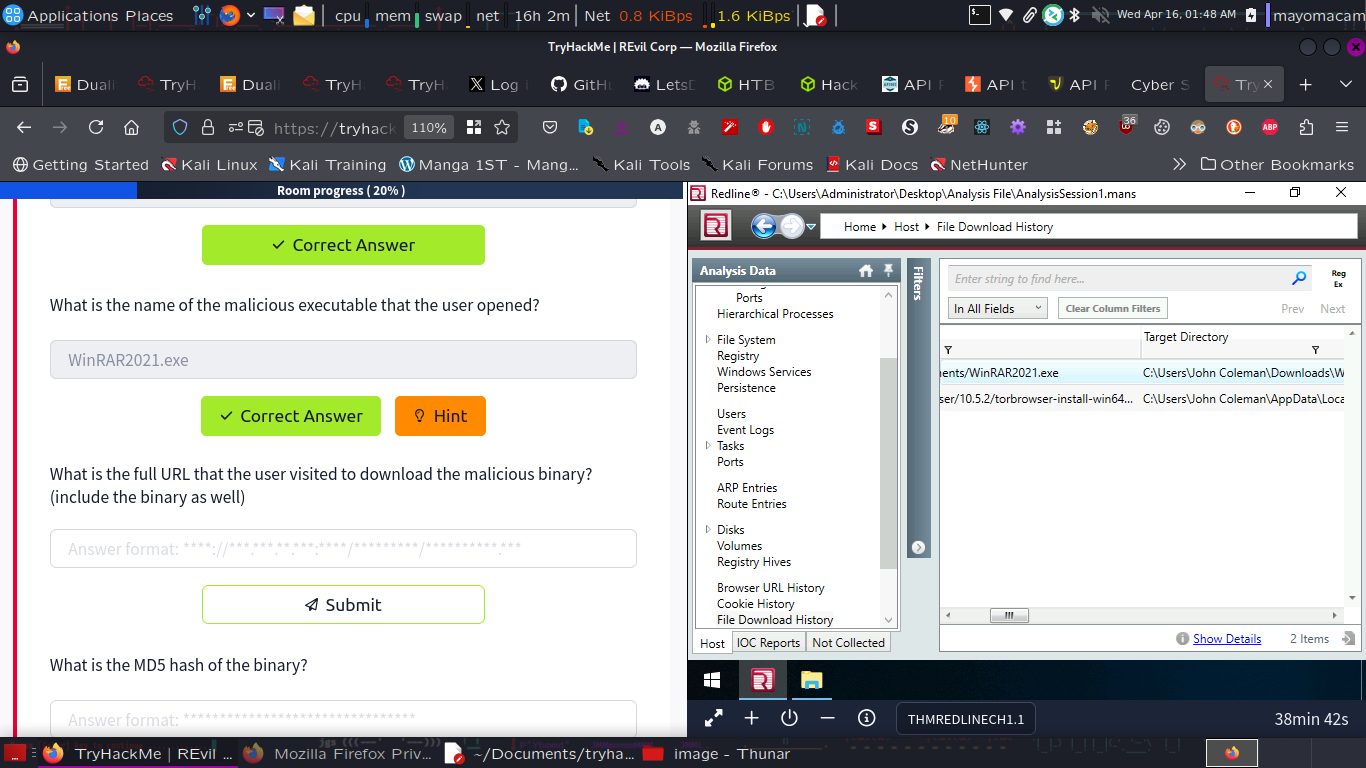 Applications Places
cpu mem swap net 16h 2m Net 0.8 KiBps 1.6 KiBps
Wed Apr 16, 01:48 AM mayomacam
TryHackMe | REvil Corp — Mozilla Firefox
Duali TryH Duali TryH TryH Log GitHu LetsD HTB Hack API F API t API F Cyber S Try
https://tryhack 110%
10 36
Getting Started Kali Linux Kali Training Manga 1ST - Mang... Kali Tools Kali Forums Kali Docs NetHunter Other Bookmarks
Room progress ( 20% )
Correct Answer
What is the name of the malicious executable that the user opened?
WinRAR2021.exe
Correct Answer Hint
What is the full URL that the user visited to download the malicious binary?
(include the binary as well)
Answer format: ****://***.***.**.***:****/*********/**********.***
Submit
What is the MD5 hash of the binary?
Answer format: ********************************
Redline® - C:\Users\Administrator\Desktop\Analysis File\AnalysisSession1.mans
Home Host File Download History
Analysis Data
Ports
Hierarchical Processes
File System
Registry
Windows Services
Persistence
Users
Event Logs
Tasks
Ports
ARP Entries
Route Entries
Disks
Volumes
Registry Hives
Browser URL History
Cookie History
File Download History
Host IOC Reports Not Collected
Filters
Enter string to find here...
Reg
Ex
In All Fields Clear Column Filters Prev Next
Target Directory
ents/WinRAR2021.exe C:\Users\John Coleman\Downloads\W
ser/10.5.2/torbrowser-install-win64... C:\Users\John Coleman\AppData\Loca
Show Details 2 Items
THMREDLINECH1.1 38min 42s
TryHackMe | REvil ... Mozilla Firefox Priv... ~/Documents/tryha... image - Thunar